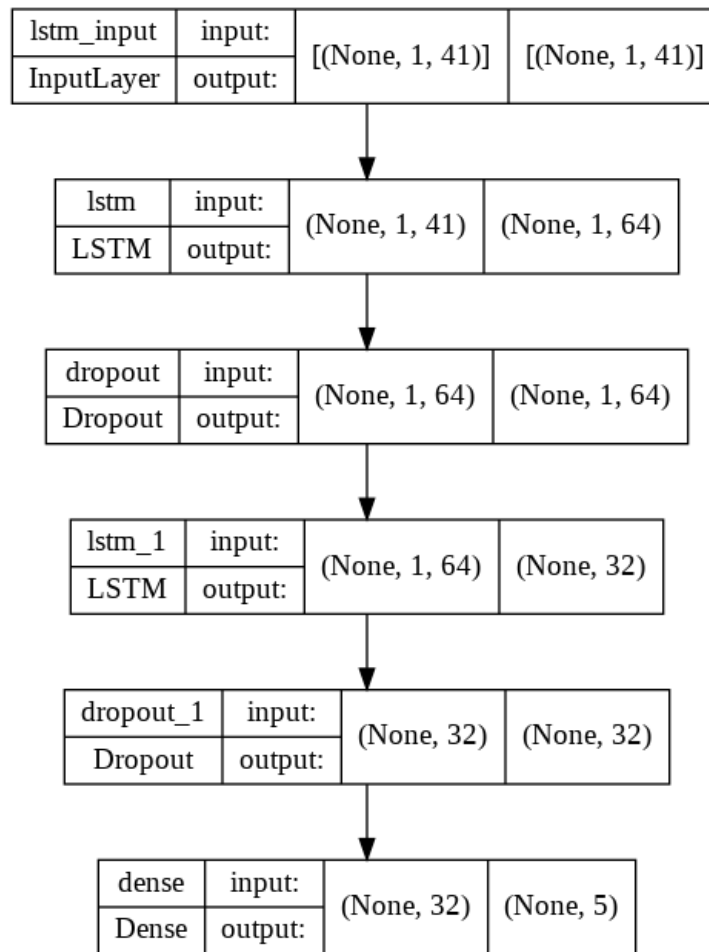 lstm_input input: [(None, 1, 41)] [(None, 1, 41)]
InputLayer output:
lstm input: (None, 1, 41) (None, 1, 64)
LSTM output:
dropout input: (None, 1, 64) (None, 1, 64)
Dropout output:
lstm_1 input: (None, 1, 64) (None, 32)
LSTM output:
dropout_1 input: (None, 32) (None, 32)
Dropout output:
dense input: (None, 32) (None, 5)
Dense output: